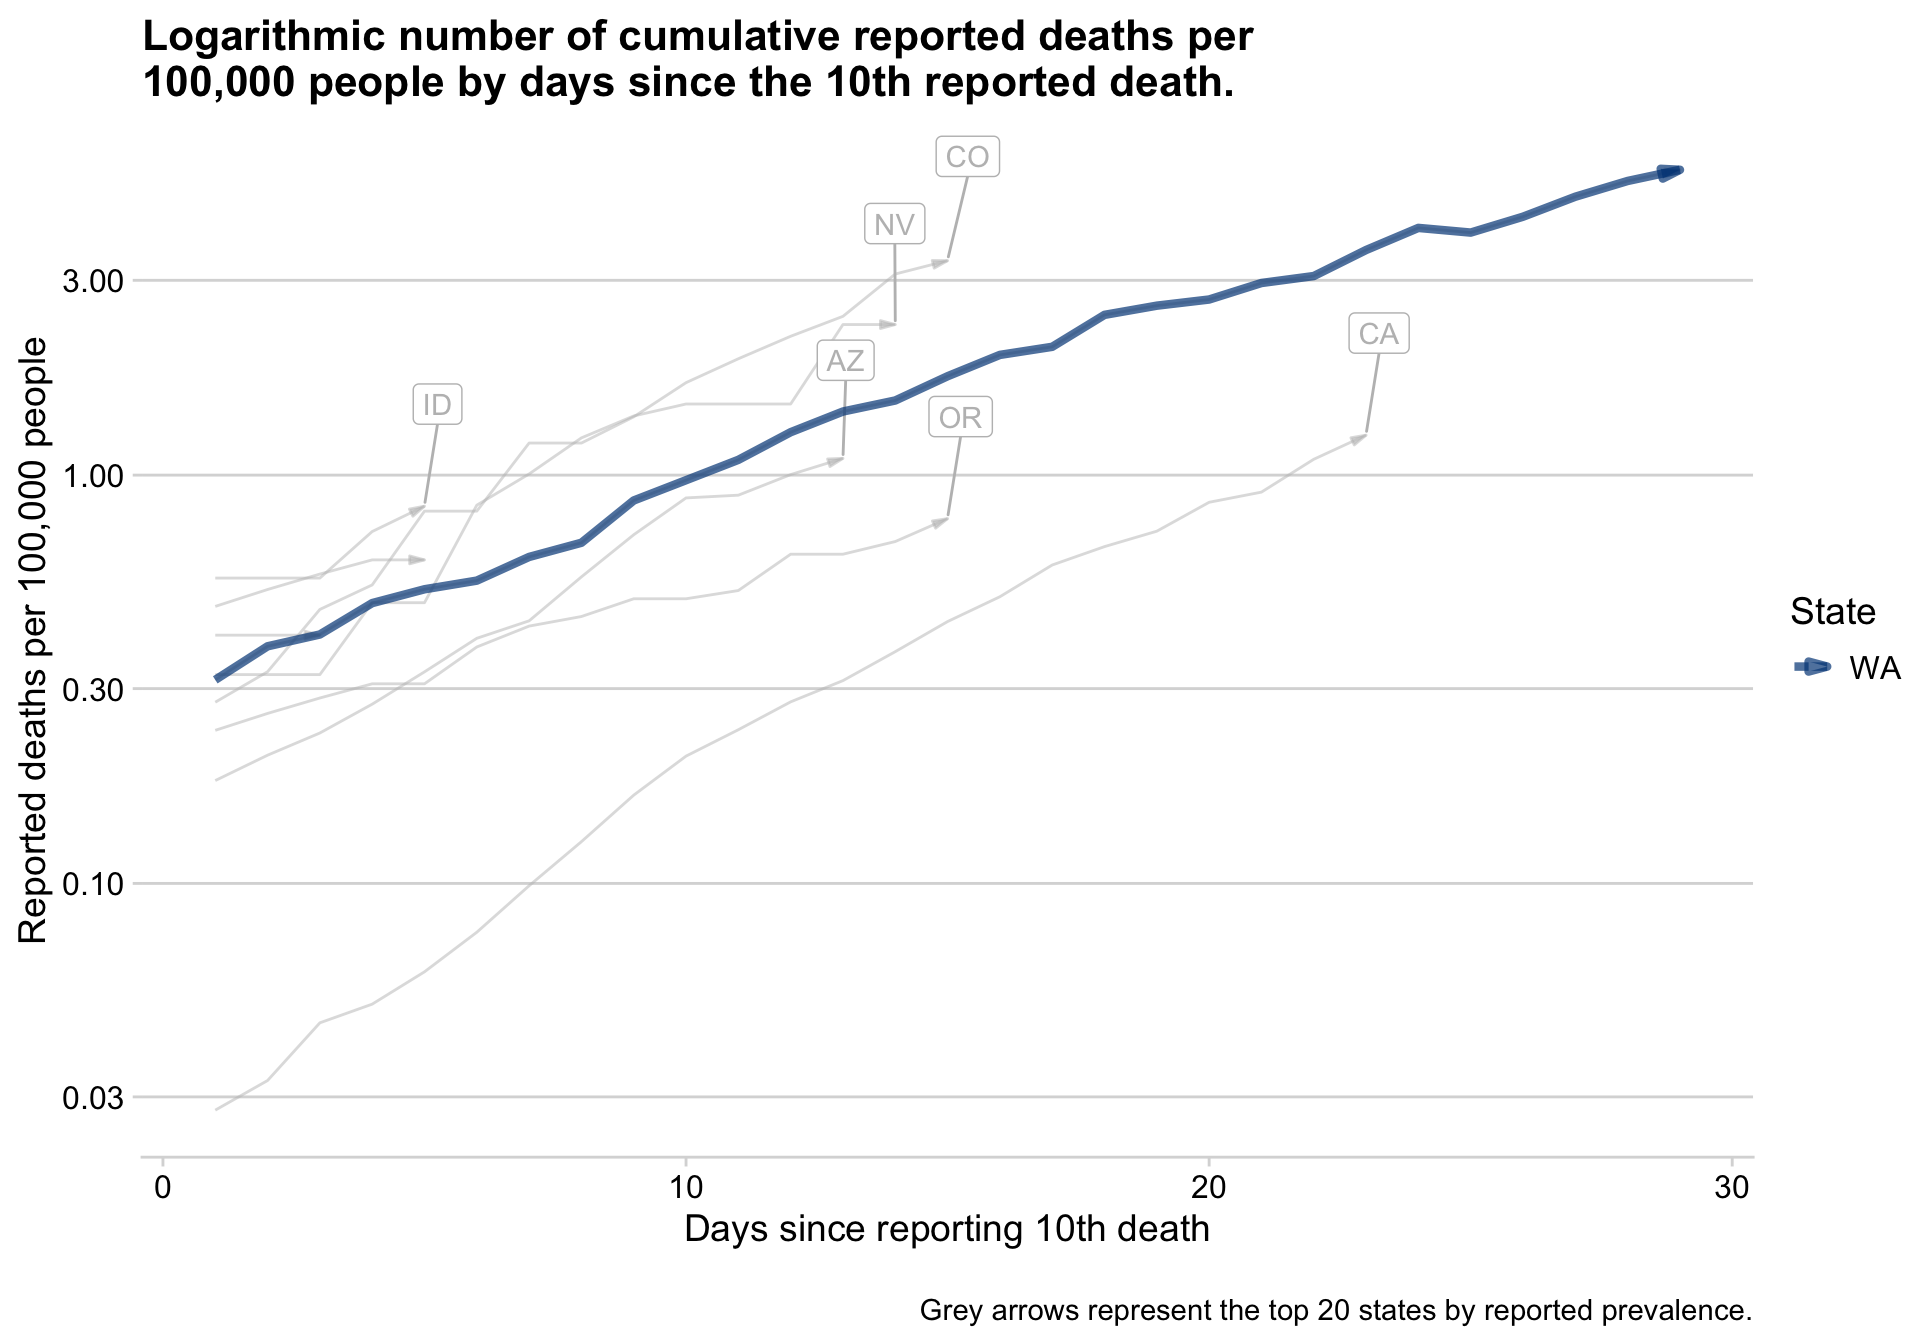 Logarithmic number of cumulative reported deaths per
100,000 people by days since the 10th reported death.
CO
NV
3.00
CA
AZ
ID
OR
1.00
Reported deaths per 100,000 people
State
WA
0.30
0.10
0.03
0
10
20
30
Days since reporting 10th death
Grey arrows represent the top 20 states by reported prevalence.